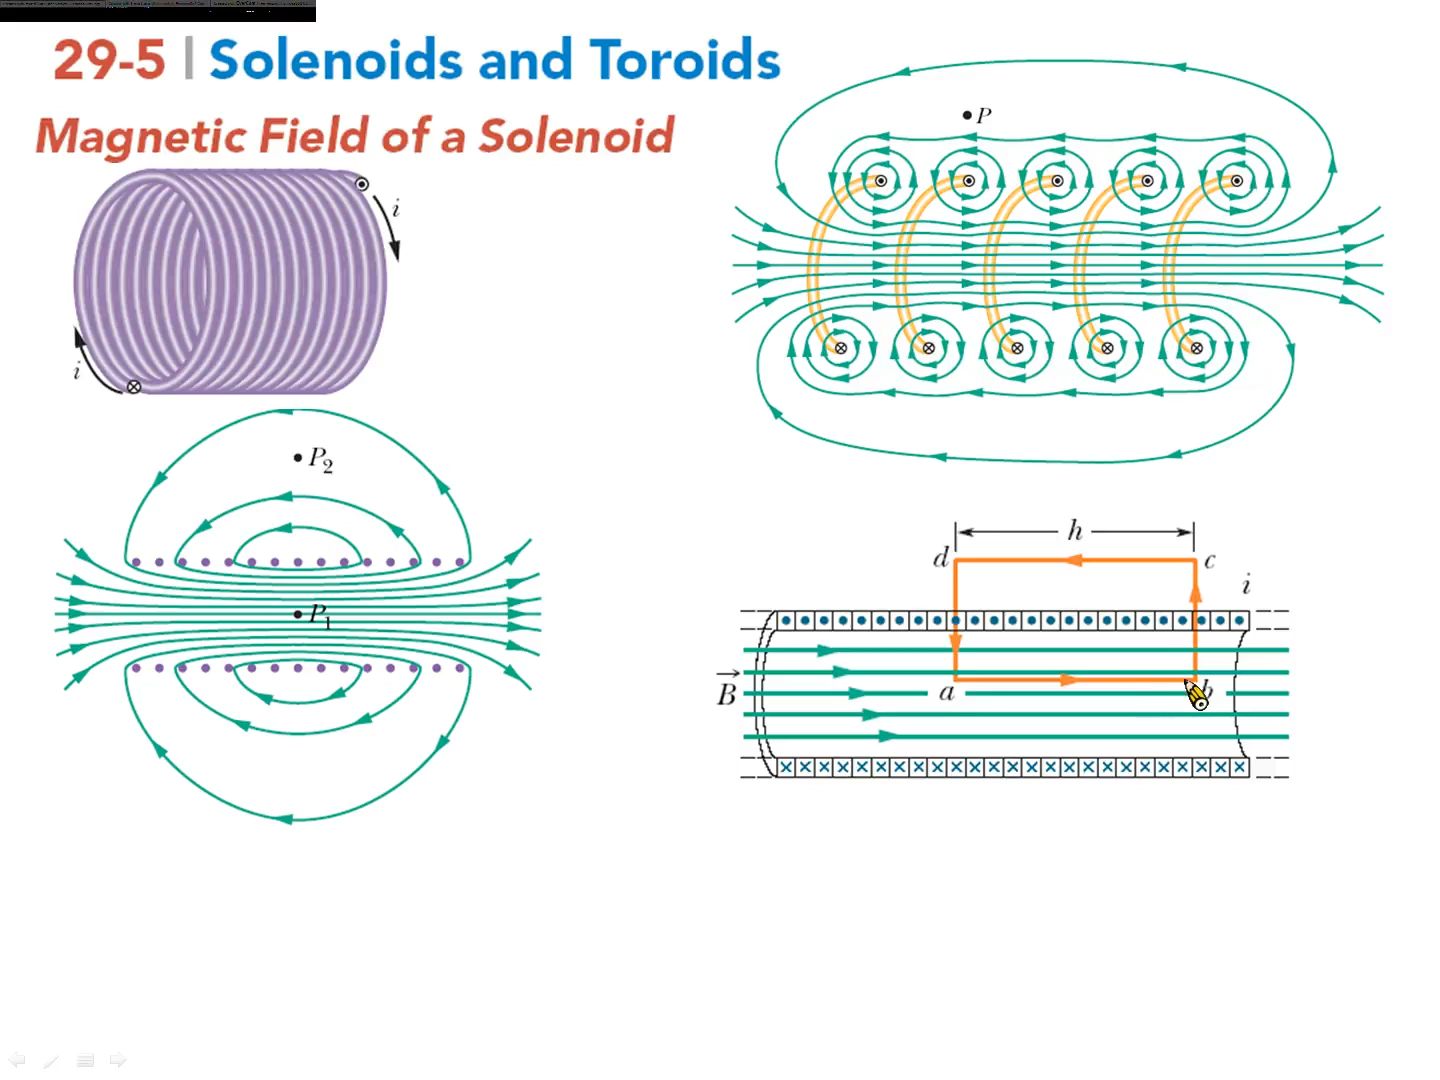 29-5 | Solenoids and Toroids
Magnetic Field of a Solenoid
i
i
P
P2
P1
h
d
c
i
B
a
b